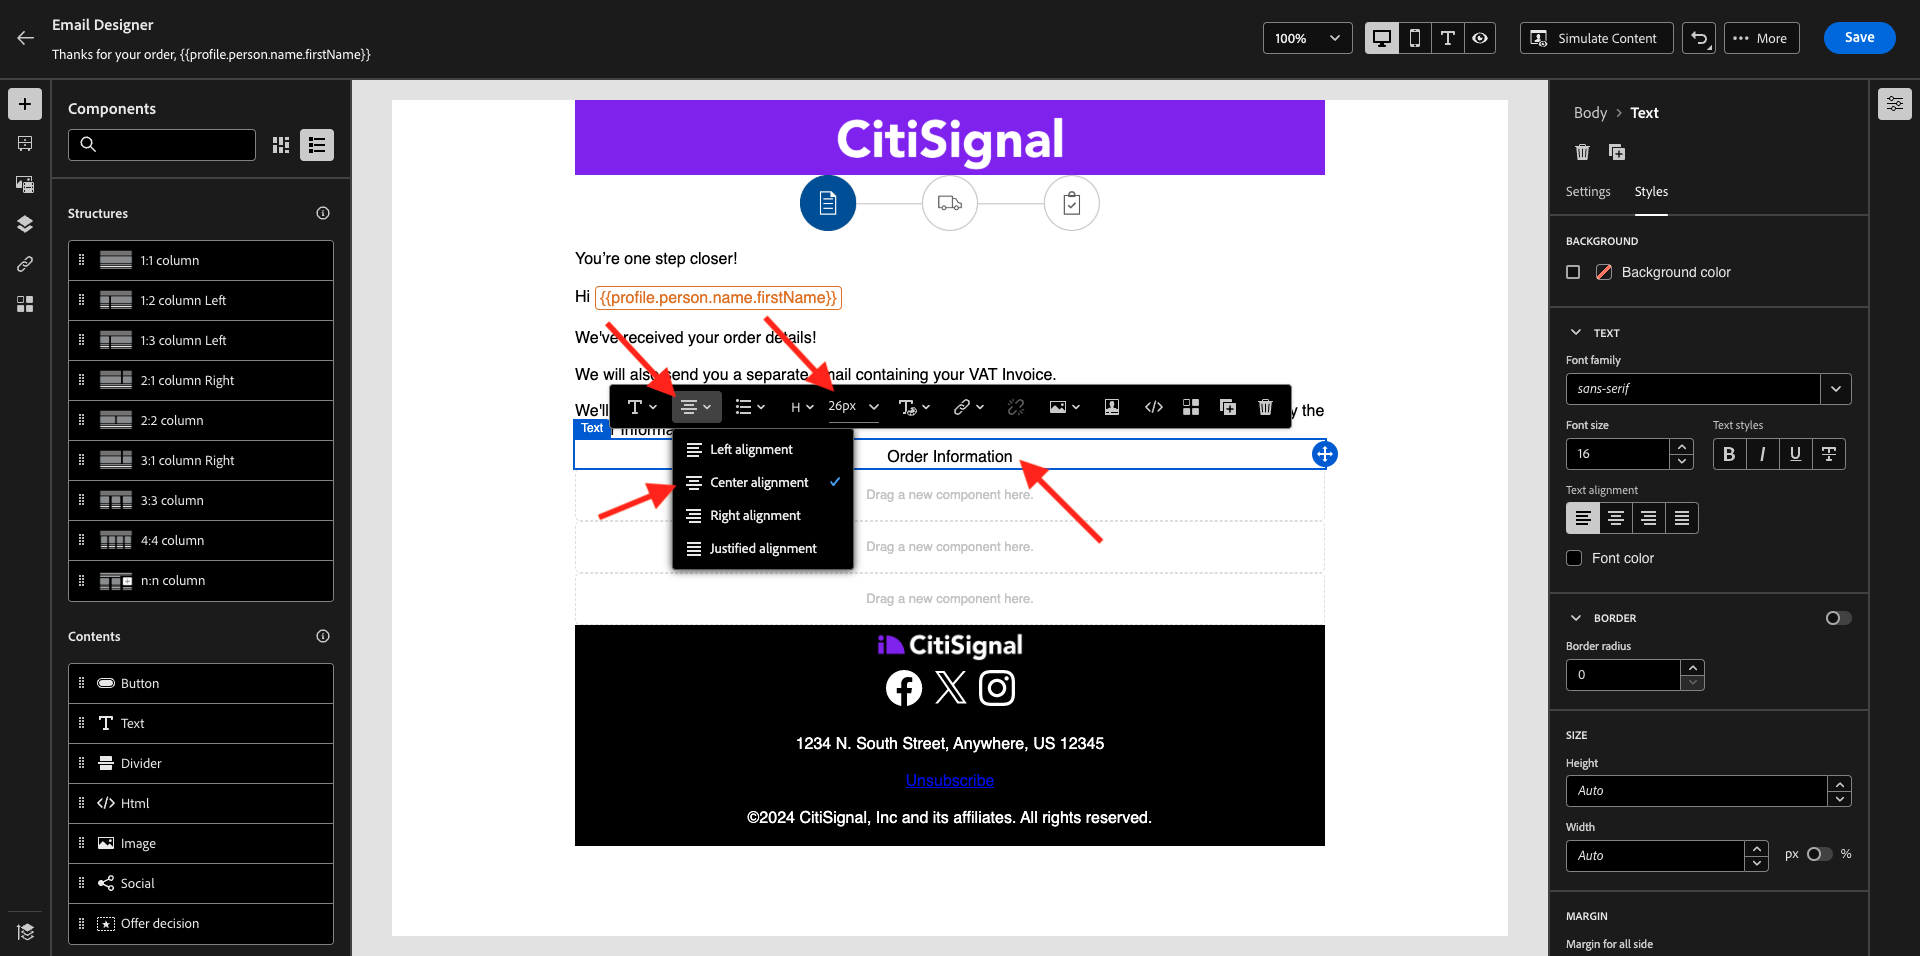 Email Designer
Thanks for your order, {{profile.person.name.firstName}}
100%
Simulate Content
More
Save
Components
Structures
1:1 column
1:2 column Left
1:3 column Left
2:1 column Right
2:2 column
3:1 column Right
3:3 column
4:4 column
n:n column
Contents
Button
Text
Divider
Html
Image
Social
Offer decision
CitiSignal
You're one step closer!
Hi {{profile.person.name.firstName}}
We've received your order details!
We will also send you a separate email containing your VAT Invoice.
We'll
y the
H
26px
Text
Left alignment
Center alignment
Right alignment
Justified alignment
Order Information
Drag a new component here.
Drag a new component here.
Drag a new component here.
CitiSignal
1234 N. South Street, Anywhere, US 12345
Unsubscribe
©2024 CitiSignal, Inc and its affiliates. All rights reserved.
Body > Text
Settings
Styles
BACKGROUND
Background color
TEXT
Font family
sans-serif
Font size
Text styles
16
B I U T
Text alignment
Font color
BORDER
Border radius
0
SIZE
Height
Auto
Width
Auto
px
%
MARGIN
Margin for all side